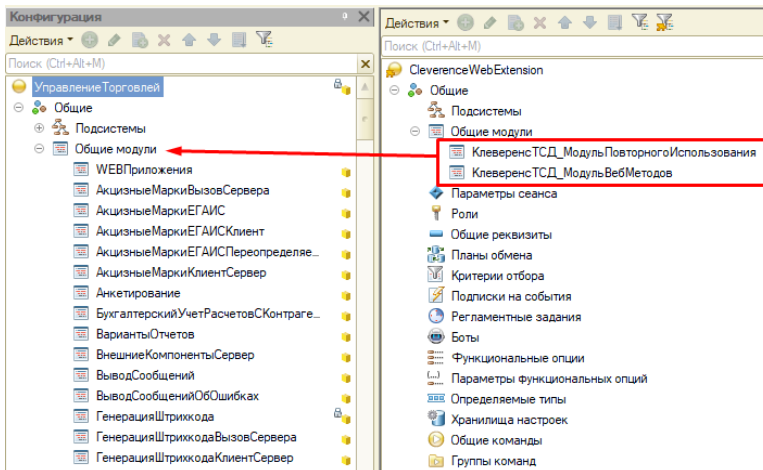 Конфигурация
Действия
Поиск (Ctrl+Alt+M)
УправлениеТорговлей
Общие
Подсистемы
Общие модули
WEBПриложения
АкцизныеМаркиВызовСервера
АкцизныеМаркиЕГАИС
АкцизныеМаркиЕГАИСКлиент
АкцизныеМаркиЕГАИСПереопределяе...
АкцизныеМаркиКлиентСервер
Анкетирование
БухгалтерскийУчетРасчетовСКонтраге...
ВариантыОтчетов
ВнешниеКомпонентыСервер
ВыводСообщений
ВыводСообщенийОбОшибках
ГенерацияШтрихкода
ГенерацияШтрихкодаВызовСервера
ГенерацияШтрихкодаКлиентСервер
Действия
Поиск (Ctrl+Alt+M)
CleverenceWebExtension
Общие
Подсистемы
Общие модули
КлеверенсТСД_МодульПовторногоИспользования
КлеверенсТСД_МодульВебМетодов
Параметры сеанса
Роли
Общие реквизиты
Планы обмена
Критерии отбора
Подписки на события
Регламентные задания
Боты
Функциональные опции
Параметры функциональных опций
Определяемые типы
Хранилища настроек
Общие команды
Группы команд